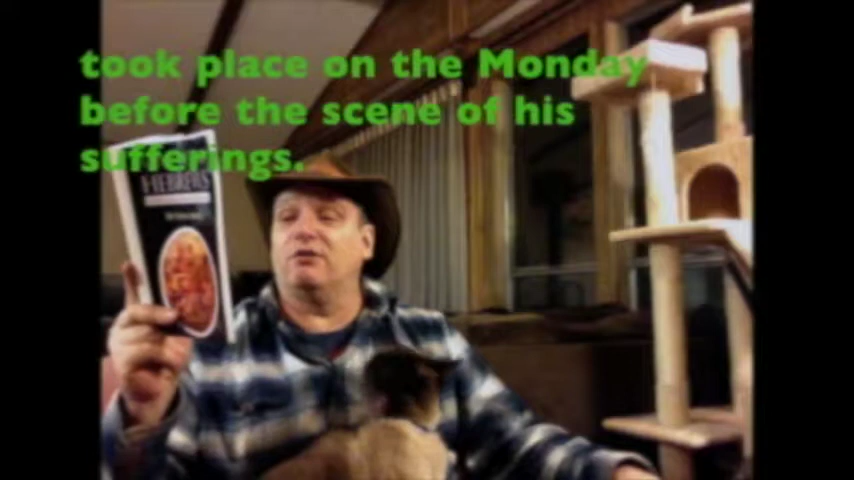 took place on the Monday
before the scene of his
sufferings.
HEBREWS